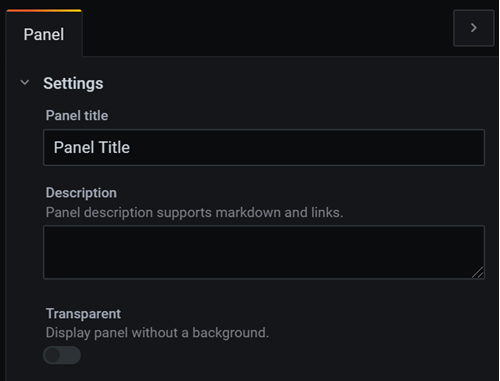 Panel
Settings
Panel title
Panel Title
Description
Panel description supports markdown and links.
Transparent
Display panel without a background.